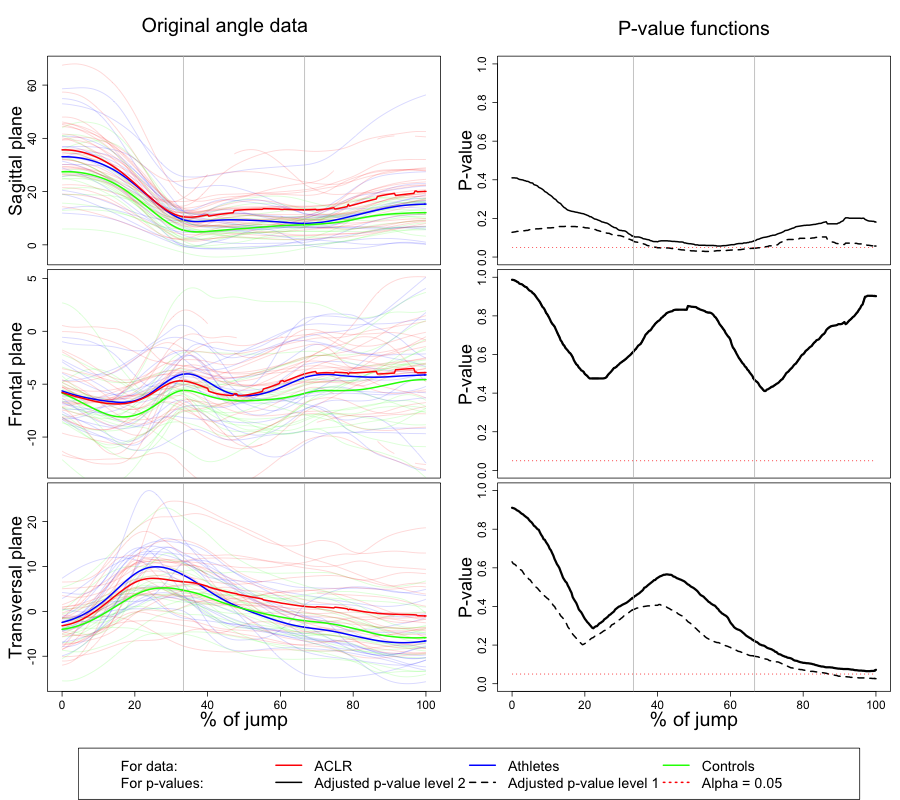 Original angle data
P-value functions
Sagittal plane
0 20 40 60
P-value
0.0 0.2 0.4 0.6 0.8 1.0
Frontal plane
-10 -5 0 5
P-value
0.0 0.2 0.4 0.6 0.8 1.0
Transversal plane
-10 0 10 20
P-value
0.0 0.2 0.4 0.6 0.8 1.0
0 20 40 60 80 100
0 20 40 60 80 100
% of jump
% of jump
For data: ACLR Athletes Controls
For p-values: Adjusted p-value level 2 Adjusted p-value level 1 Alpha = 0.05